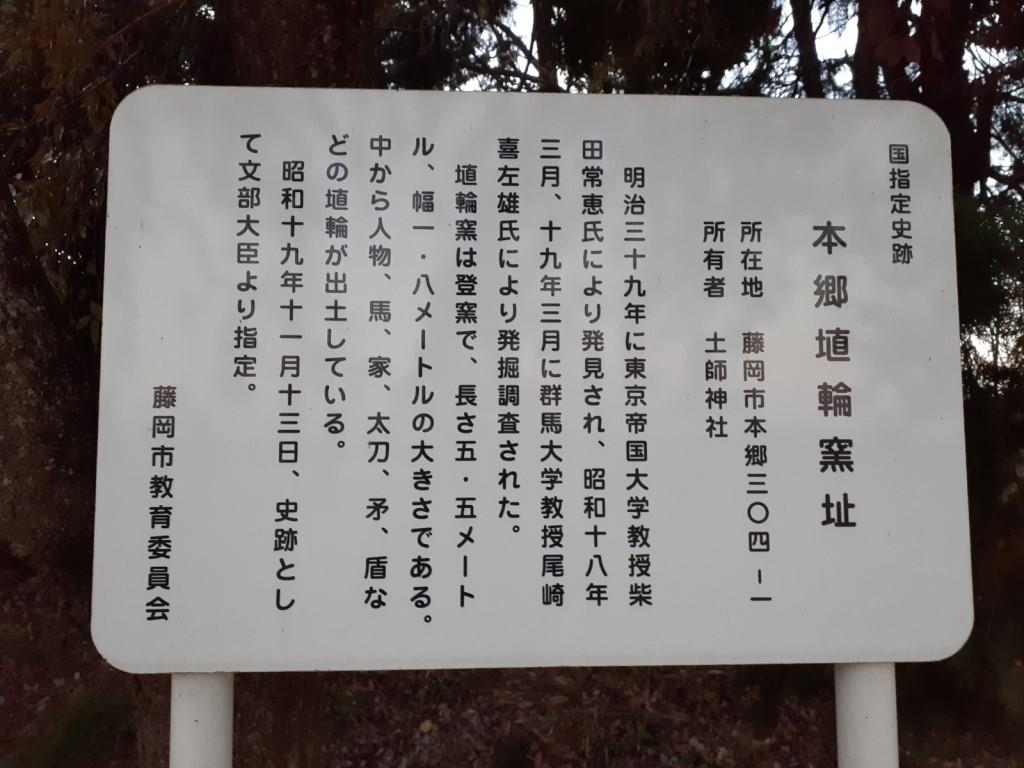 国指定史跡
本郷埴輪窯址
所在地　藤岡市本郷三〇四－一
所有者　土師神社
明治三十九年に東京帝国大学教授柴
田常恵氏により発見され、昭和十八年
三月、十九年三月に群馬大学教授尾崎
喜左雄氏により発掘調査された。
埴輪窯は登窯で、長さ五・五メート
ル、幅一・八メートルの大きさである。
中から人物、馬、家、太刀、矛、盾な
どの埴輪が出土している。
昭和十九年十一月十三日、史跡とし
て文部大臣より指定。
藤岡市教育委員会